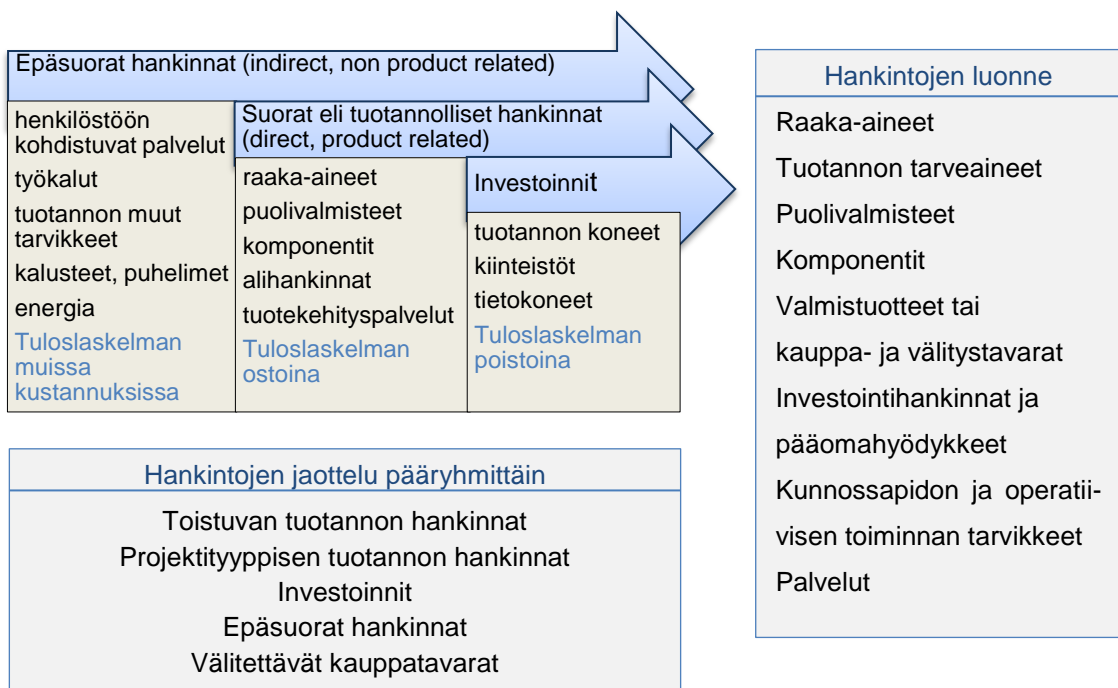 Epäsuorat hankinnat (indirect, non product related)
henkilöstöön
kohdistuvat palvelut
työkalut
tuotannon muut
tarvikkeet
kalusteet, puhelimet
energia
Tuloslaskelman
muissa
kustannuksissa
Suorat eli tuotannolliset hankinnat
(direct, product related)
raaka-aineet
puolivalmisteet
komponentit
alihankinnat
tuotekehityspalvelut
Tuloslaskelman
ostoina
Investoinnit
tuotannon koneet
kiinteistöt
tietokoneet
Tuloslaskelman
poistoina
Hankintojen jaottelu pääryhmittäin
Toistuvan tuotannon hankinnat
Projektityyppisen tuotannon hankinnat
Investoinnit
Epäsuorat hankinnat
Välitettävät kauppatavarat
Hankintojen luonne
Raaka-aineet
Tuotannon tarveaineet
Puolivalmisteet
Komponentit
Valmistuotteet tai
kauppa- ja välitystavarat
Investointihankinnat ja
pääomahyödykkeet
Kunnossapidon ja operatii-
visen toiminnan tarvikkeet
Palvelut